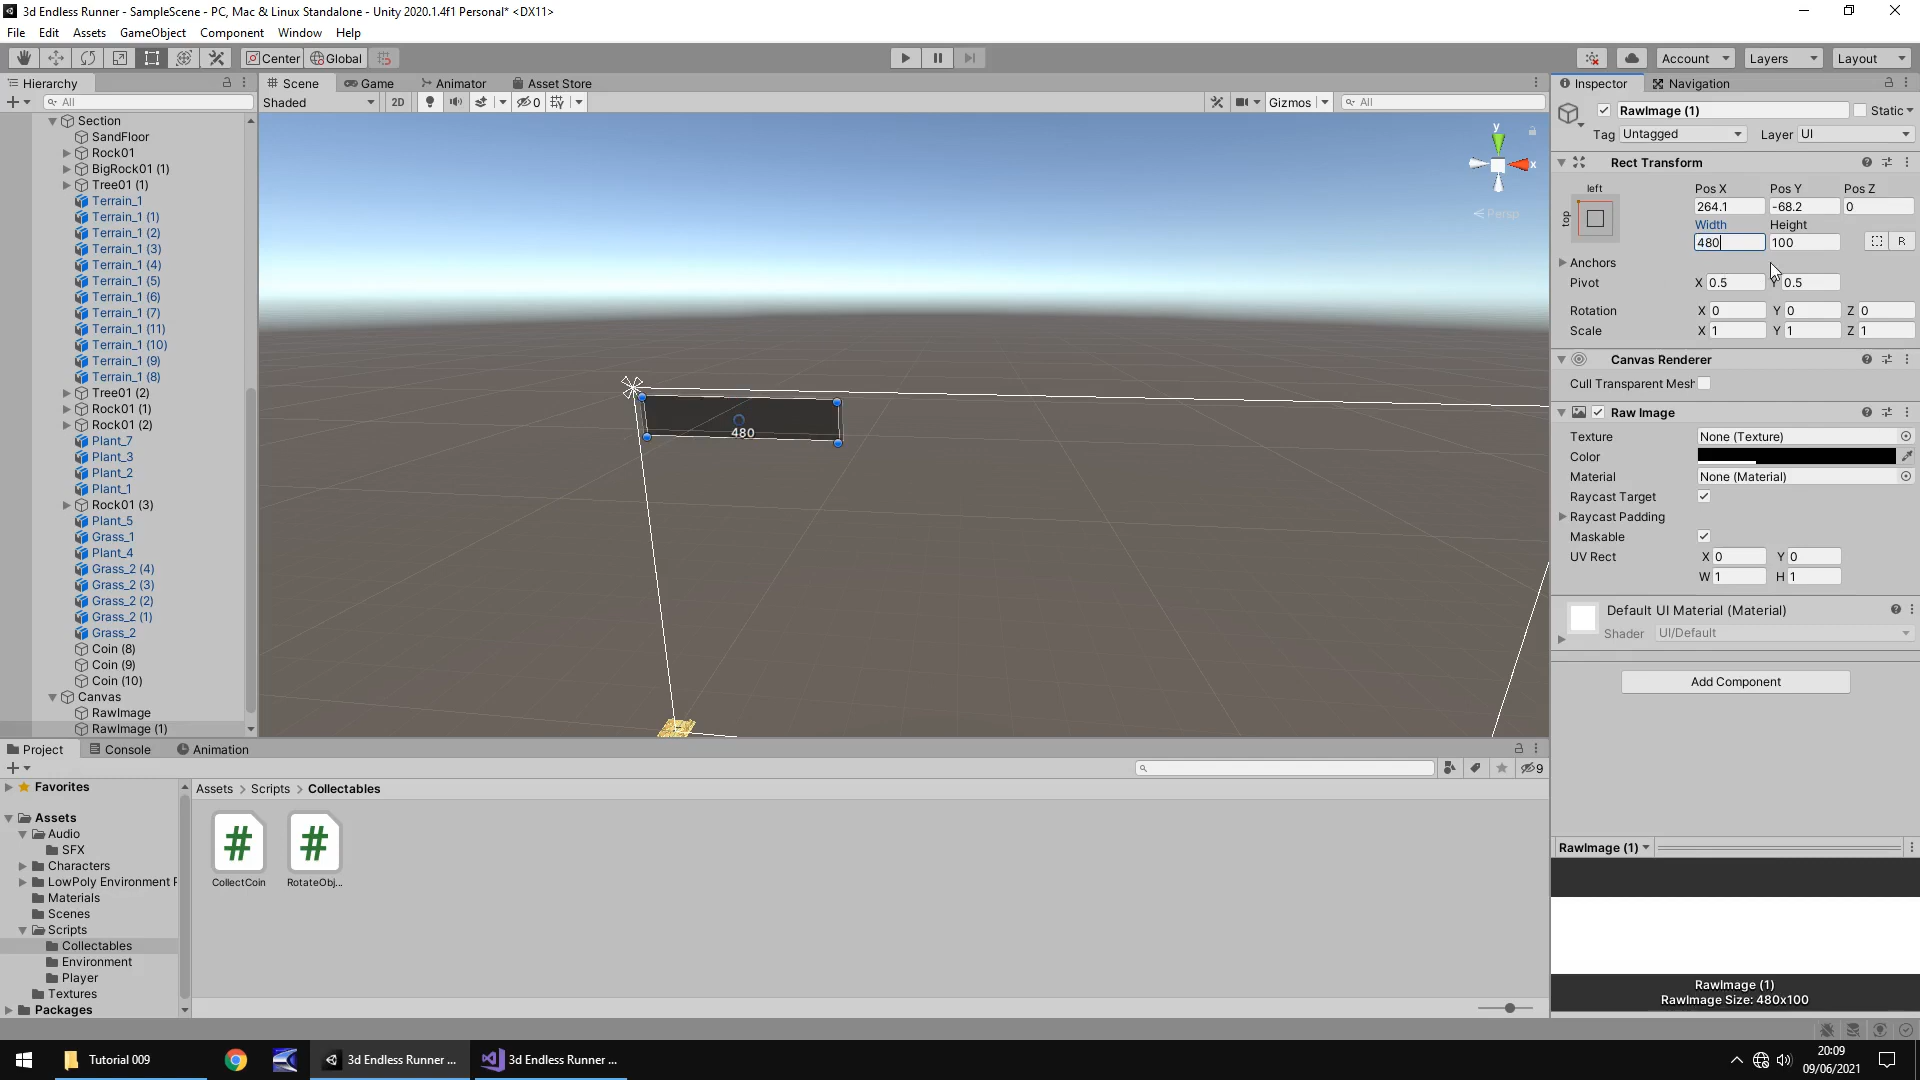 3d Endless Runner - SampleScene - PC, Mac & Linux Standalone - Unity 2020.1.4f1 Personal* <DX11>
File Edit Assets GameObject Component Window Help
Center Global Account Layers Layout
Hierarchy
All
Section
SandFloor
Rock01
BigRock01 (1)
Tree01 (1)
Terrain_1
Terrain_1 (1)
Terrain_1 (2)
Terrain_1 (3)
Terrain_1 (4)
Terrain_1 (5)
Terrain_1 (6)
Terrain_1 (7)
Terrain_1 (11)
Terrain_1 (10)
Terrain_1 (9)
Terrain_1 (8)
Tree01 (2)
Rock01 (1)
Rock01 (2)
Plant_7
Plant_3
Plant_2
Plant_1
Rock01 (3)
Plant_5
Grass_1
Plant_4
Grass_2 (4)
Grass_2 (3)
Grass_2 (2)
Grass_2 (1)
Grass_2
Coin (8)
Coin (9)
Coin (10)
Canvas
RawImage
RawImage (1)
Scene Game Animator Asset Store
Shaded 2D 0 Gizmos All
y
x
Persp
480
Inspector Navigation
RawImage (1) Static
Tag Untagged Layer UI
Rect Transform
left
top
Pos X Pos Y Pos Z
264.1 -68.2 0
Width Height
480 100 R
Anchors
Pivot X 0.5 Y 0.5
Rotation X 0 Y 0 Z 0
Scale X 1 Y 1 Z 1
Canvas Renderer
Cull Transparent Mesh
Raw Image
Texture None (Texture)
Color
Material None (Material)
Raycast Target
Raycast Padding
Maskable
UV Rect X 0 Y 0
W 1 H 1
Default UI Material (Material)
Shader UI/Default
Add Component
RawImage (1)
RawImage (1)
RawImage Size: 480x100
Project Console Animation
9
Favorites
Assets
Audio
SFX
Characters
LowPoly Environment P
Materials
Scenes
Scripts
Collectables
Environment
Player
Textures
Packages
Assets > Scripts > Collectables
#
#
CollectCoin
RotateObj...
Tutorial 009
3d Endless Runner ...
3d Endless Runner ...
20:09
09/06/2021